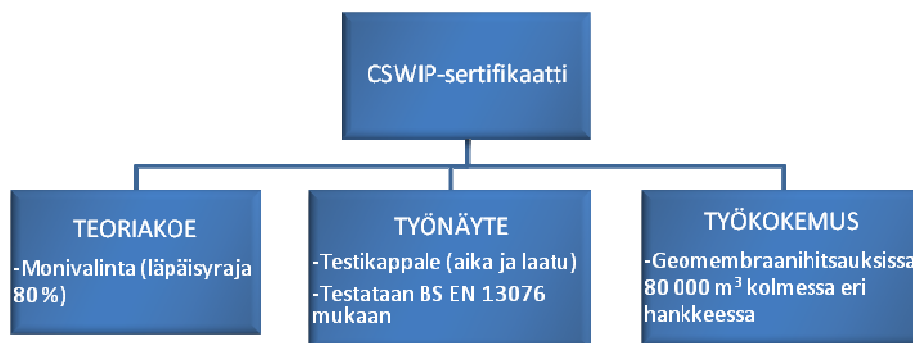 CSWIP-sertifikaatti
TEORIAKOE
-Monivalinta (läpäisyraja
80 %)
TYÖNÄYTE
-Testikappale (aika ja laatu)
-Testataan BS EN 13076
mukaan
TYÖKOKEMUS
-Geomembraanihitsauksissa
80 000 m³ kolmessa eri
hankkeessa